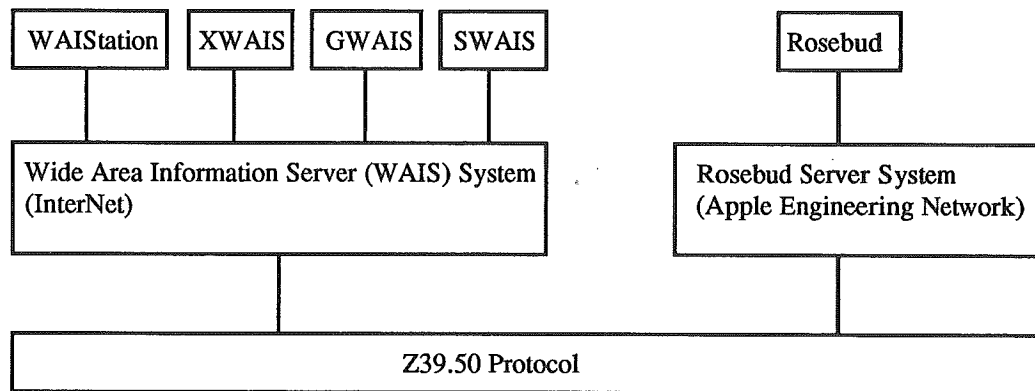 WAIStation
XWAIS
GWAIS
SWAIS
Rosebud
Wide Area Information Server (WAIS) System
(InterNet)
Rosebud Server System
(Apple Engineering Network)
Z39.50 Protocol